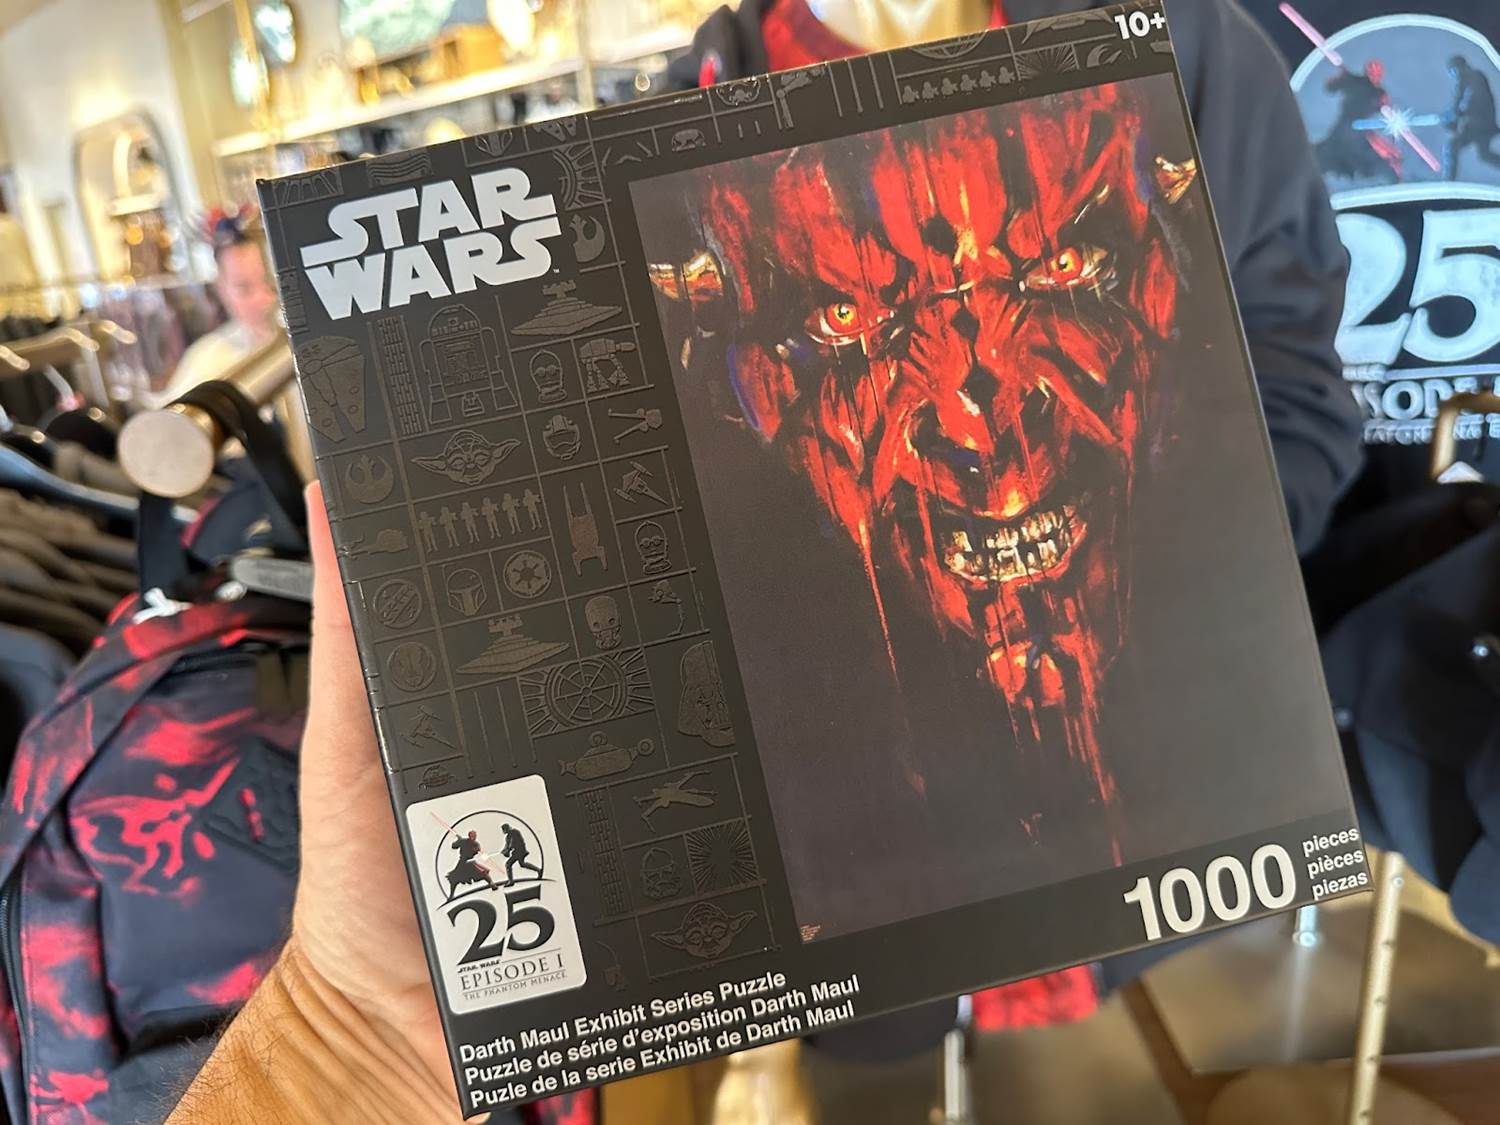 10+
STAR
WARS
25
STAR WARS
EPISODE I
THE PHANTOM MENACE
1000
pieces
pièces
piezas
Darth Maul Exhibit Series Puzzle
Puzzle de série d'exposition Darth Maul
Puzle de la serie Exhibit de Darth Maul
25